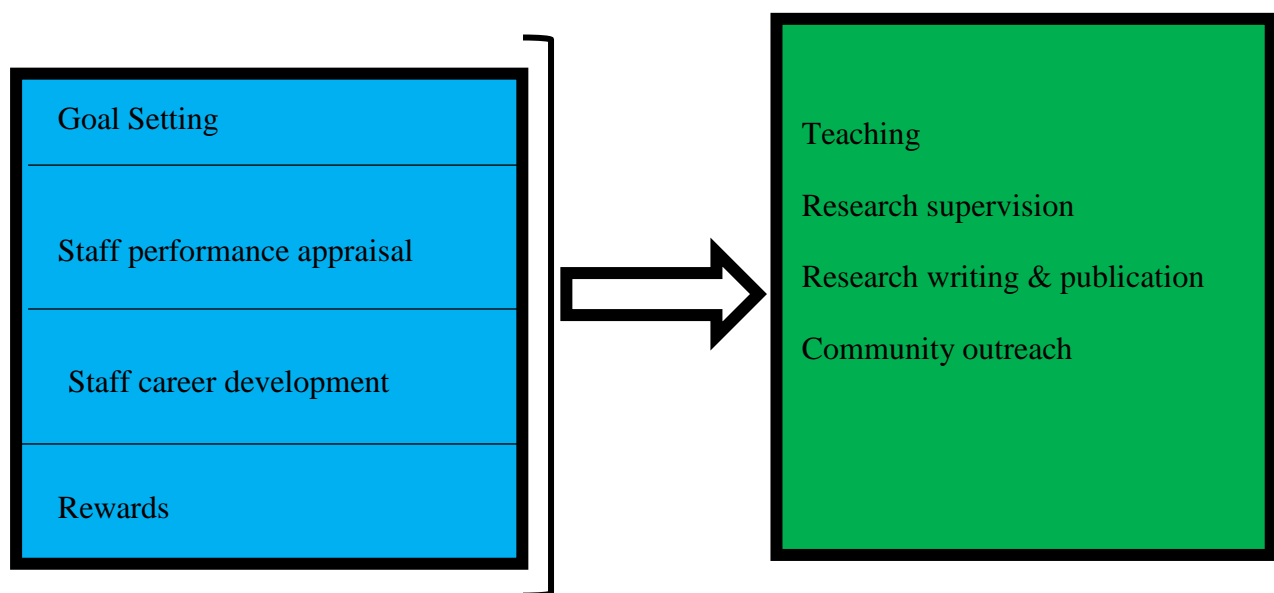 Goal Setting
Staff performance appraisal
Staff career development
Rewards
Teaching
Research supervision
Research writing & publication
Community outreach